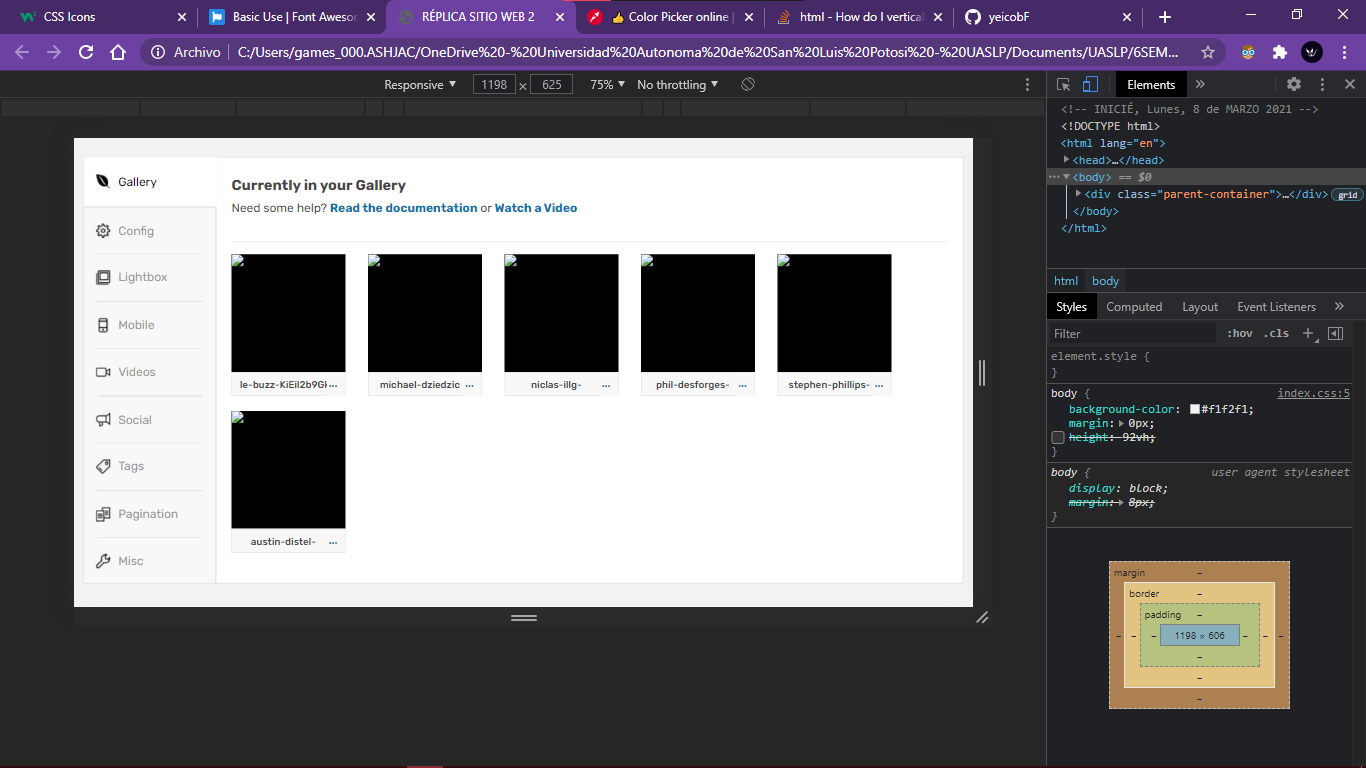 CSS Icons
Basic Use | Font Awesor
RÉPLICA SITIO WEB 2
Color Picker online |
html - How do I vertical
yeicobF
Archivo
C:/Users/games_000.ASHJAC/OneDrive%20-%20Universidad%20Autonoma%20de%20San%20Luis%20Potosi%20-%20UASLP/Documents/UASLP/6SEM...
Responsive 1198 × 625 75% No throttling
Elements
<!-- INICIÉ, Lunes, 8 de MARZO 2021 -->
<!DOCTYPE html>
<html lang="en">
<head>…</head>
<body> == $0
<div class="parent-container">…</div> grid
</body>
</html>
html body
Styles Computed Layout Event Listeners
Filter :hov .cls
element.style {
}
body { index.css:5
background-color: #f1f2f1;
margin: 0px;
height: 92vh;
}
body { user agent stylesheet
display: block;
margin: 8px;
}
margin –
border –
padding –
– – – 1198 × 606 – – –
–
–
–
Gallery
Config
Lightbox
Mobile
Videos
Social
Tags
Pagination
Misc
Currently in your Gallery
Need some help? Read the documentation or Watch a Video
le-buzz-KiEiI2b9GI ...
michael-dziedzic ...
niclas-illg- ...
phil-desforges- ...
stephen-phillips- ...
austin-distel- ...